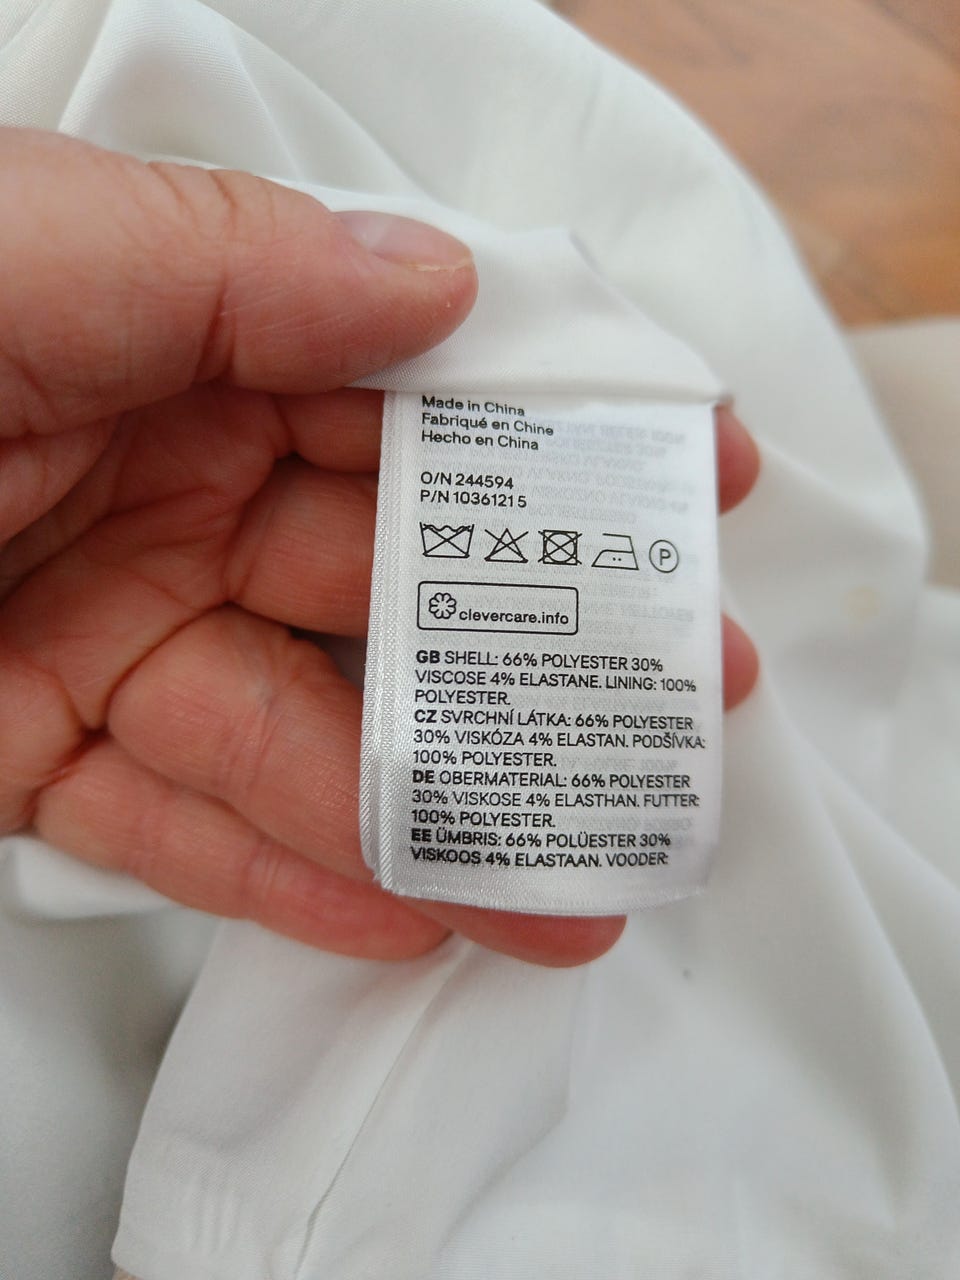 Made in China
Fabriqué en Chine
Hecho en China
O/N 244594
P/N 1036121 5
P
clevercare.info
GB SHELL: 66% POLYESTER 30%
VISCOSE 4% ELASTANE. LINING: 100%
POLYESTER.
CZ SVRCHNÍ LÁTKA: 66% POLYESTER
30% VISKÓZA 4% ELASTAN. PODŠÍVKA:
100% POLYESTER.
DE OBERMATERIAL: 66% POLYESTER
30% VISKOSE 4% ELASTHAN. FUTTER:
100% POLYESTER.
EE ÜMBRIS: 66% POLÜESTER 30%
VISKOOS 4% ELASTAAN. VOODER: